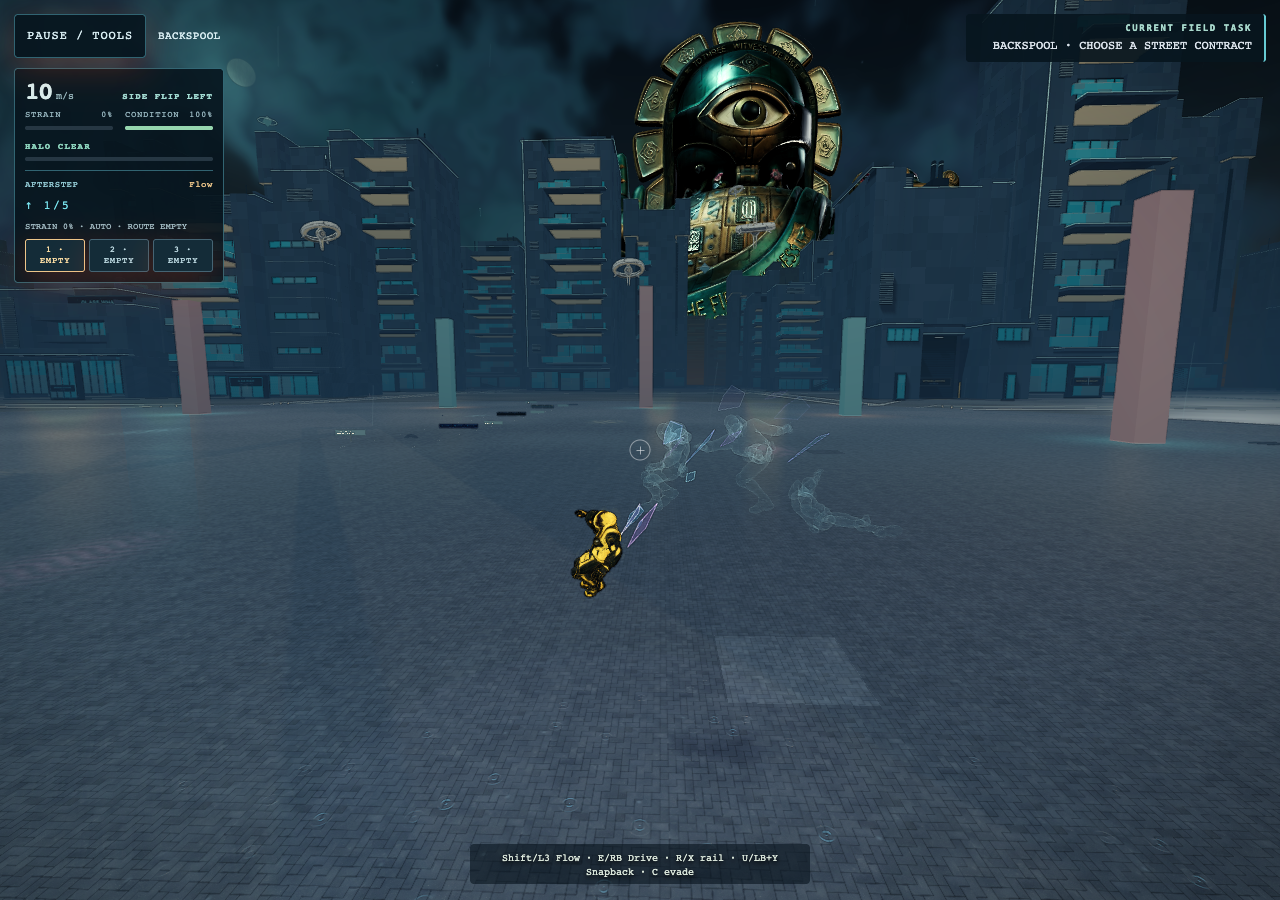 PAUSE / TOOLS
BACKSPOOL
CURRENT FIELD TASK
BACKSPOOL · CHOOSE A STREET CONTRACT
10 m/s
SIDE FLIP LEFT
STRAIN 0%
CONDITION 100%
HALO CLEAR
AFTERSTEP
Flow
↑ 1/5
STRAIN 0% · AUTO · ROUTE EMPTY
1 · EMPTY
2 · EMPTY
3 · EMPTY
Shift/L3 Flow · E/RB Drive · R/X rail · U/LB+Y
Snapback · C evade